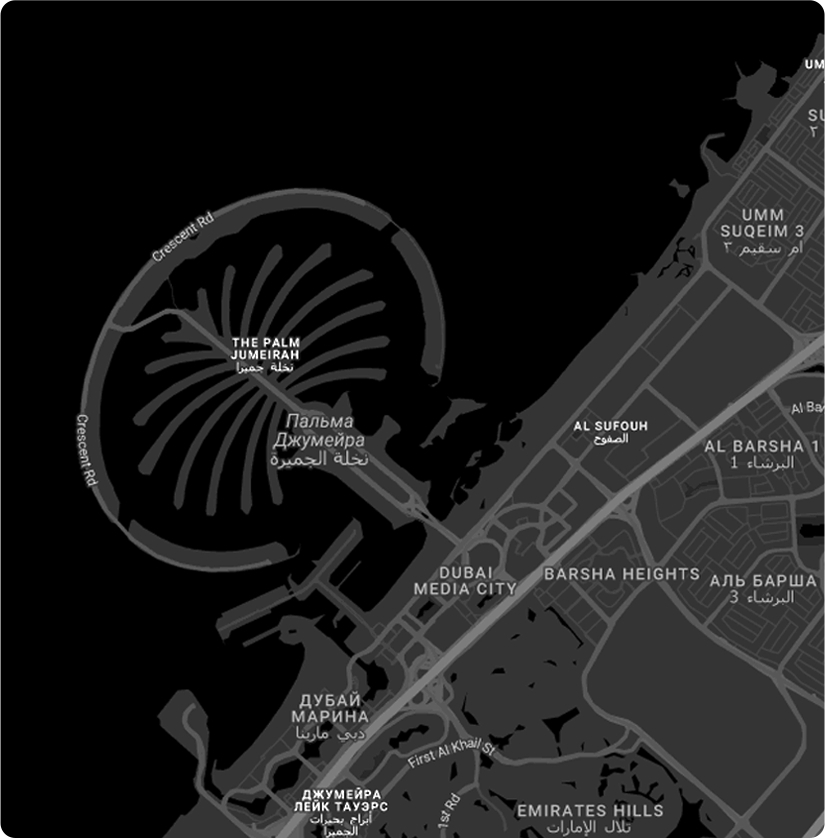 UM
SU
٢
UMM
SUQEIM 3
ام سقيم ٣
Crescent Rd
THE PALM
JUMEIRAH
نخلة جميرا
Пальма
Джумейра
نخلة الجميرة
Crescent Rd
Al Ba
AL SUFOUH
الصفوح
AL BARSHA 1
البرشاء 1
DUBAI
MEDIA CITY
BARSHA HEIGHTS
АЛЬ БАРША
البرشاء 3
ДУБАЙ
МАРИНА
دبي مارينا
First Al Khail St
ДЖУМЕЙРА
ЛЕЙК ТАУЭРС
أبراج بحيرات
الجميرا
1st Rd
EMIRATES HILLS
تلال الإمارات